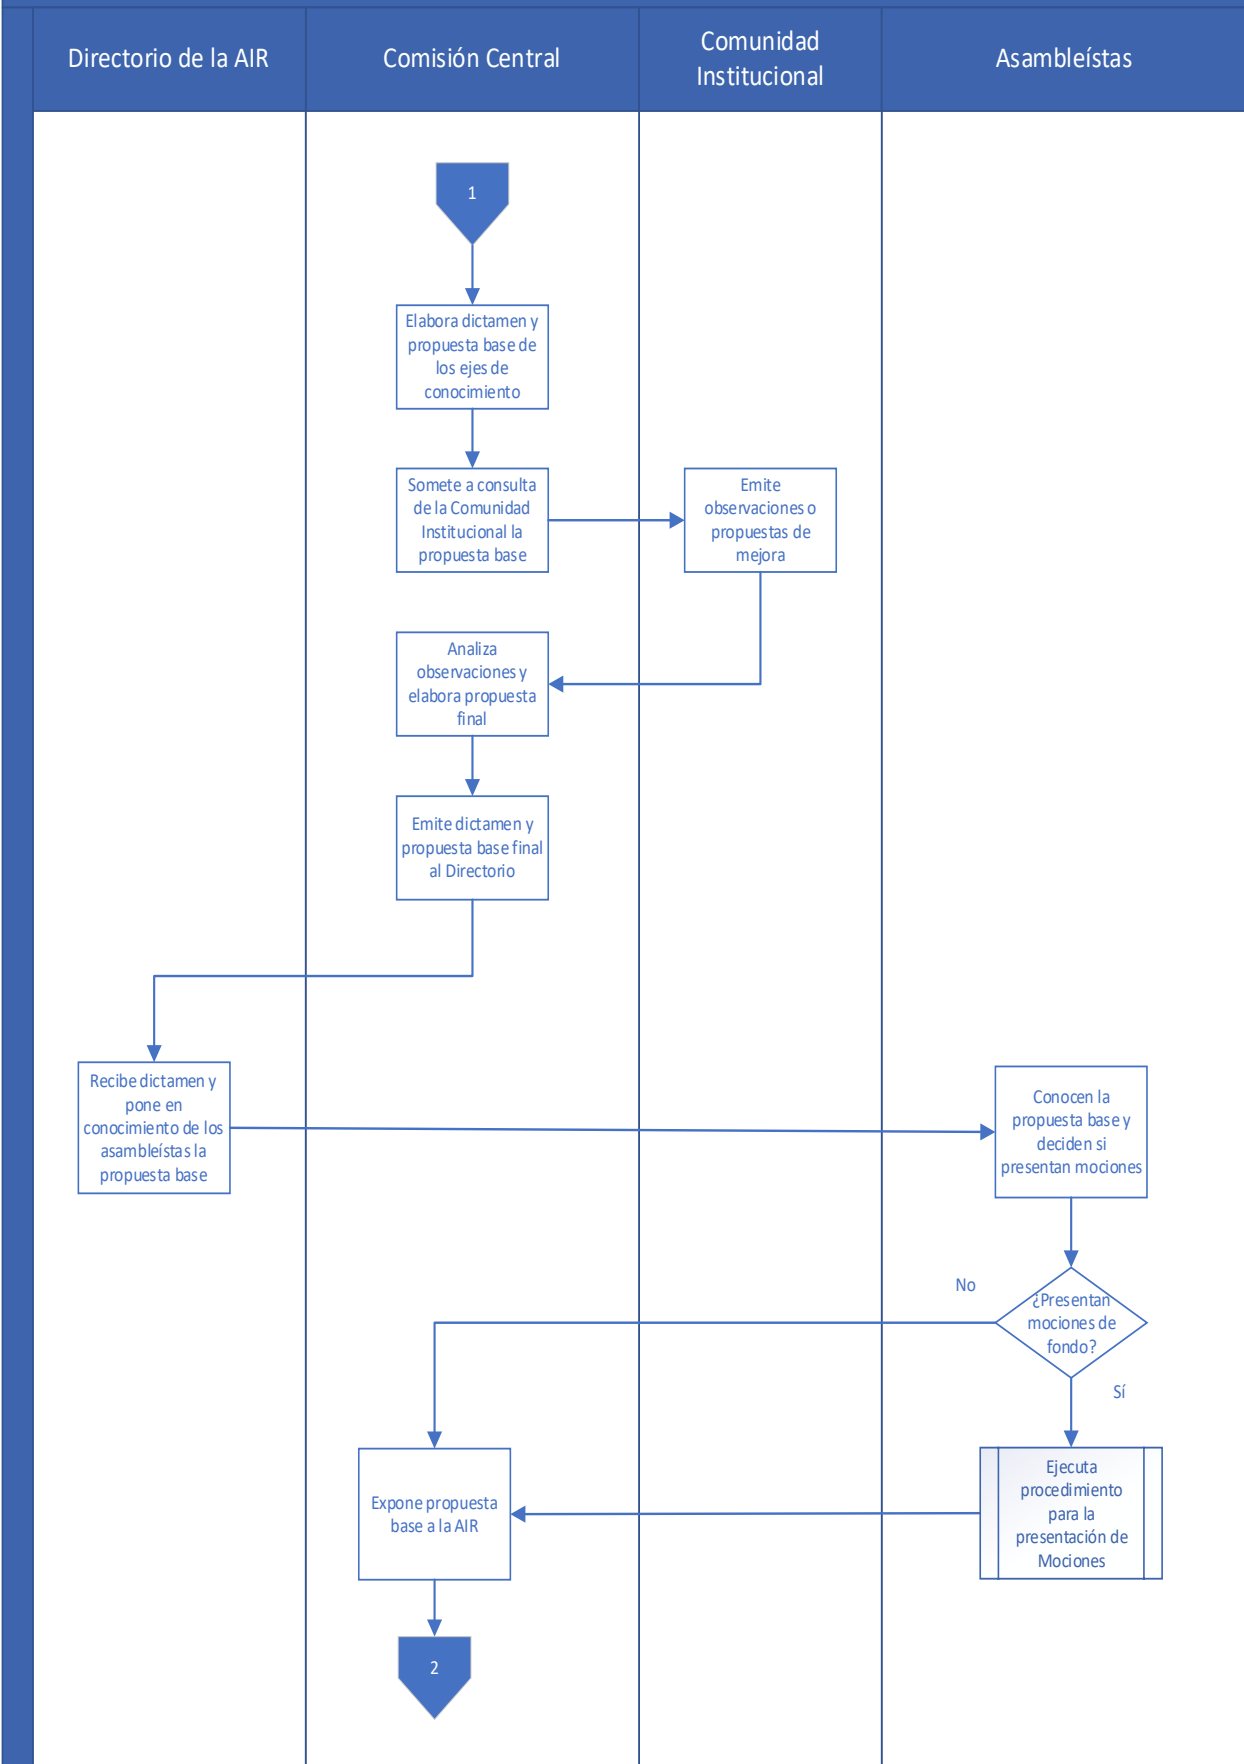 Directorio de la AIR
Comisión Central
Comunidad
Institucional
Asambleístas
1
Elabora dictamen y
propuesta base de
los ejes de
conocimiento
Somete a consulta
de la Comunidad
Institucional la
propuesta base
Emite
observaciones o
propuestas de
mejora
Analiza
observaciones y
elabora propuesta
final
Emite dictamen y
propuesta base final
al Directorio
Recibe dictamen y
pone en
conocimiento de los
asambleístas la
propuesta base
Conocen la
propuesta base y
deciden si
presentan mociones
No
¿Presentan
mociones de
fondo?
Sí
Expone propuesta
base a la AIR
Ejecuta
procedimiento
para la
presentación de
Mociones
2